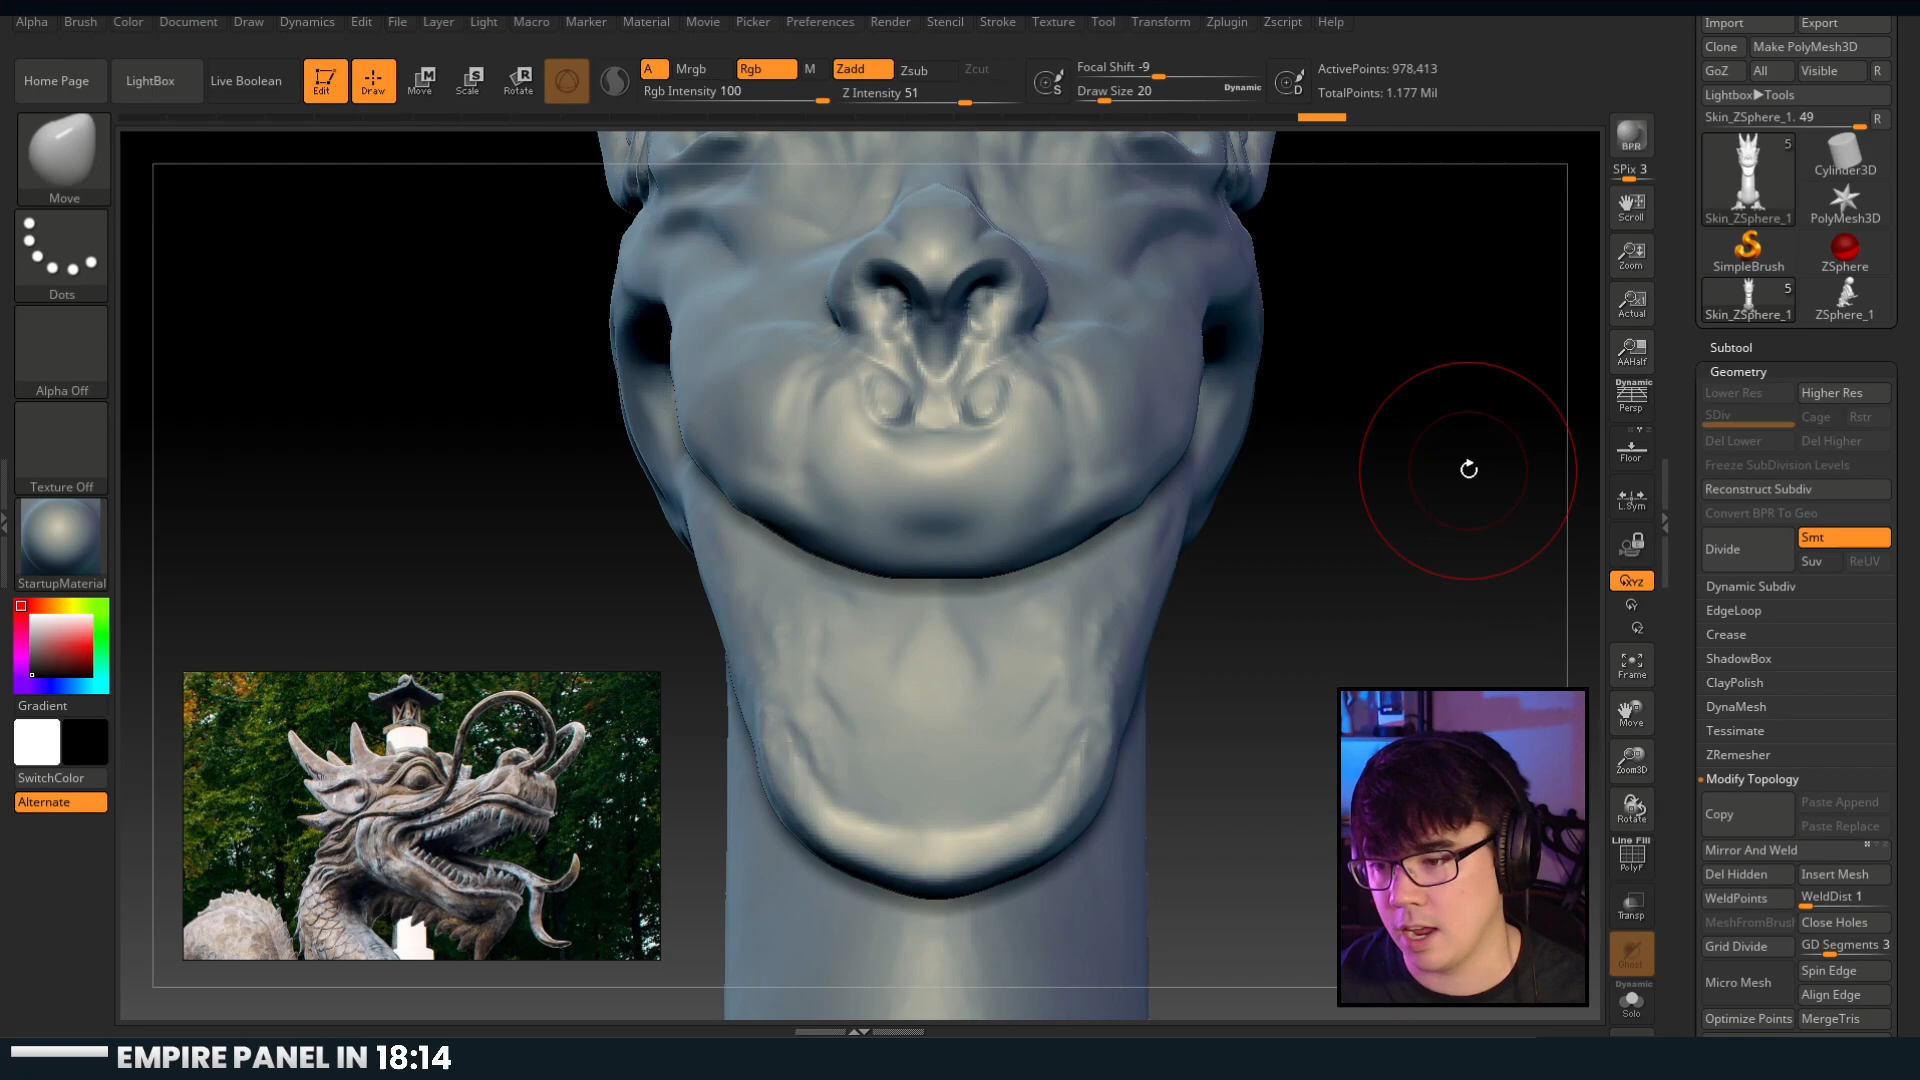 Alpha Brush Color Document Draw Dynamics Edit File Layer Light Macro Marker Material Movie Picker Preferences Render Stencil Stroke Texture Tool Transform Zplugin Zscript Help
Home Page
LightBox
Live Boolean
Edit
Draw
M
Move
S
Scale
R
Rotate
A
Mrgb
Rgb
M
Zadd
Zsub
Zcut
Rgb Intensity 100
Z Intensity 51
S
Focal Shift -9
Draw Size 20
Dynamic
D
ActivePoints: 978,413
TotalPoints: 1.177 Mil
Move
Dots
Alpha Off
Texture Off
StartupMaterial
Gradient
SwitchColor
Alternate
BPR
SPix 3
Scroll
Zoom
Actual
AAHalf
Dynamic
Persp
Floor
L.Sym
XYZ
Y
Z
Frame
Move
Zoom3D
Rotate
Line Fill
PolyF
Transp
Ghost
Dynamic
Solo
Import
Export
Clone
Make PolyMesh3D
GoZ
All
Visible
R
Lightbox▶Tools
Skin_ZSphere_1. 49
R
5
Skin_ZSphere_1
Cylinder3D
PolyMesh3D
SimpleBrush
ZSphere
5
Skin_ZSphere_1
ZSphere_1
Subtool
Geometry
Lower Res
Higher Res
SDiv
Cage
Rstr
Del Lower
Del Higher
Freeze SubDivision Levels
Reconstruct Subdiv
Convert BPR To Geo
Divide
Smt
Suv
ReUV
Dynamic Subdiv
EdgeLoop
Crease
ShadowBox
ClayPolish
DynaMesh
Tessimate
ZRemesher
Modify Topology
Copy
Paste Append
Paste Replace
Mirror And Weld
Del Hidden
Insert Mesh
WeldPoints
WeldDist 1
MeshFromBrus
Close Holes
Grid Divide
GD Segments 3
Micro Mesh
Spin Edge
Align Edge
Optimize Points
MergeTris
EMPIRE PANEL IN 18:14